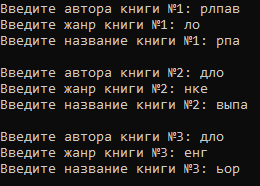 Введите автора книги №1: рлпав
Введите жанр книги №1: ло
Введите название книги №1: рпа
Введите автора книги №2: дло
Введите жанр книги №2: нке
Введите название книги №2: выпа
Введите автора книги №3: дло
Введите жанр книги №3: енг
Введите название книги №3: ьор